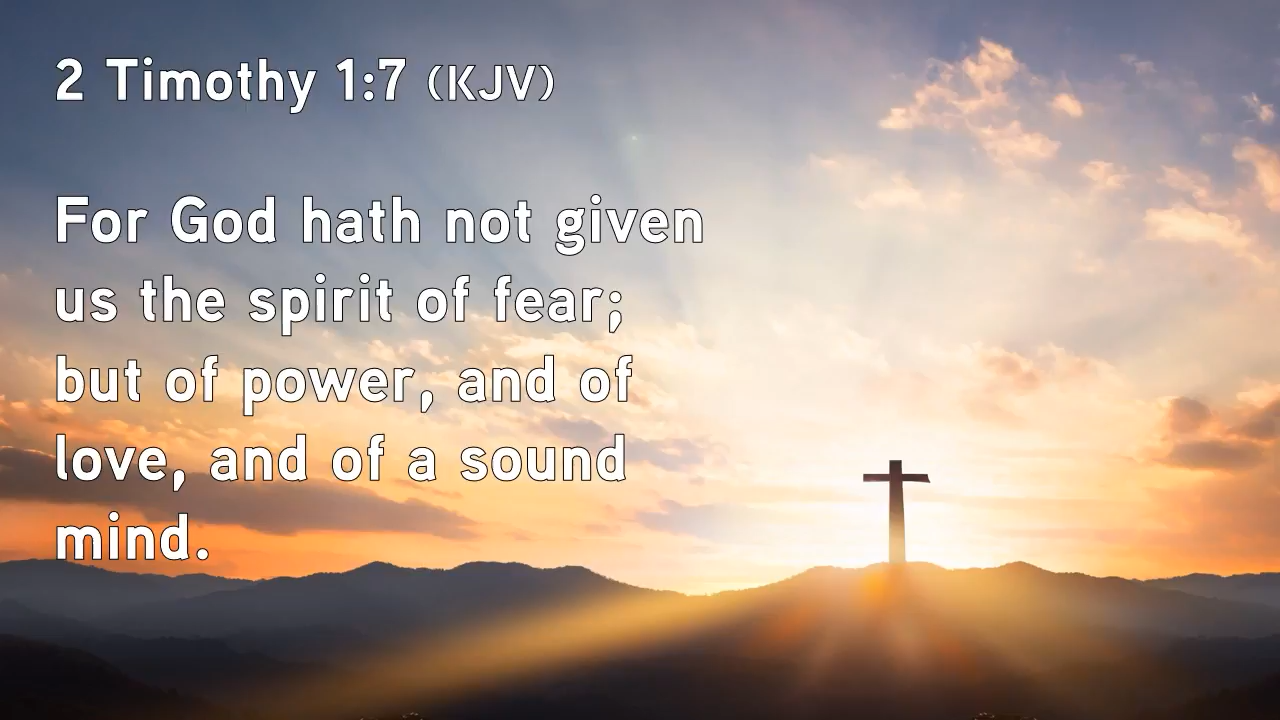 2 Timothy 1:7 (KJV)
For God hath not given
us the spirit of fear;
but of power, and of
love, and of a sound
mind.